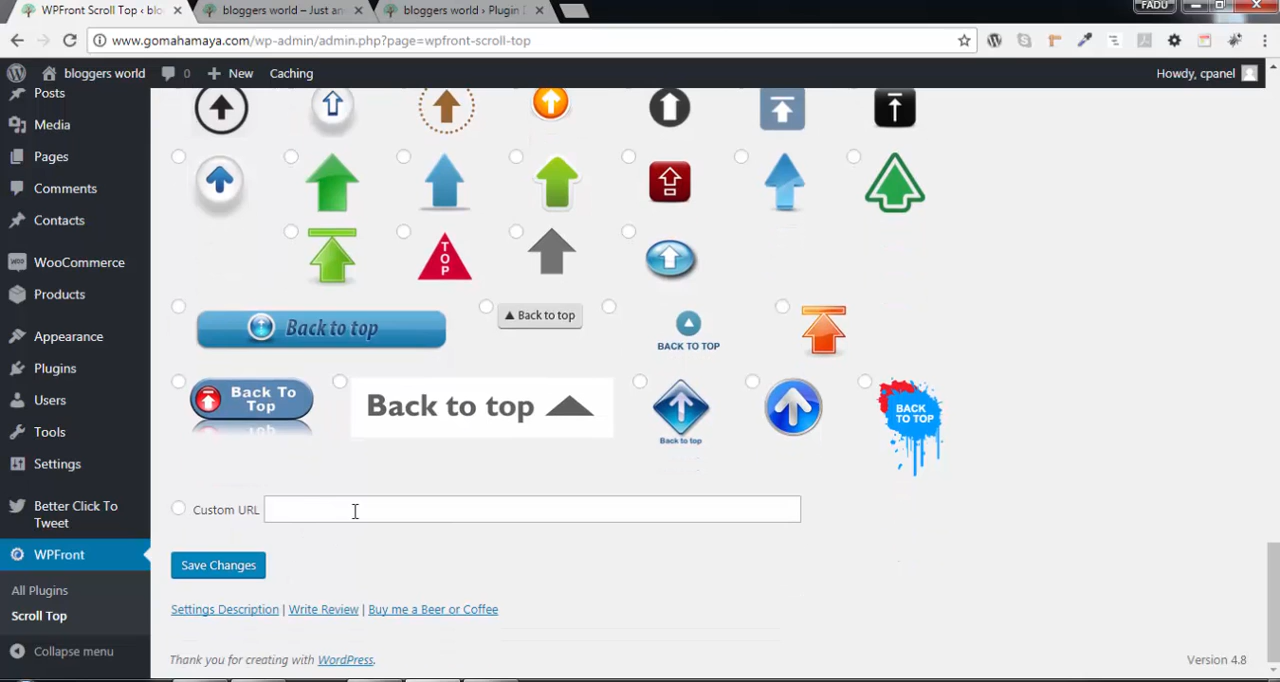 WPFront Scroll Top ‹ blo
bloggers world – Just an
bloggers world › Plugin
FADU
www.gomahamaya.com/wp-admin/admin.php?page=wpfront-scroll-top
bloggers world
0
New
Caching
Howdy, cpanel
Posts
Media
Pages
Comments
Contacts
WooCommerce
Products
Appearance
Plugins
Users
Tools
Settings
Better Click To
Tweet
WPFront
All Plugins
Scroll Top
Collapse menu
TOP
Back to top
Back to top
BACK TO TOP
Back To
Top
Back to top
Back to top
BACK
TO TOP
Custom URL
Save Changes
Settings Description | Write Review | Buy me a Beer or Coffee
Thank you for creating with WordPress.
Version 4.8